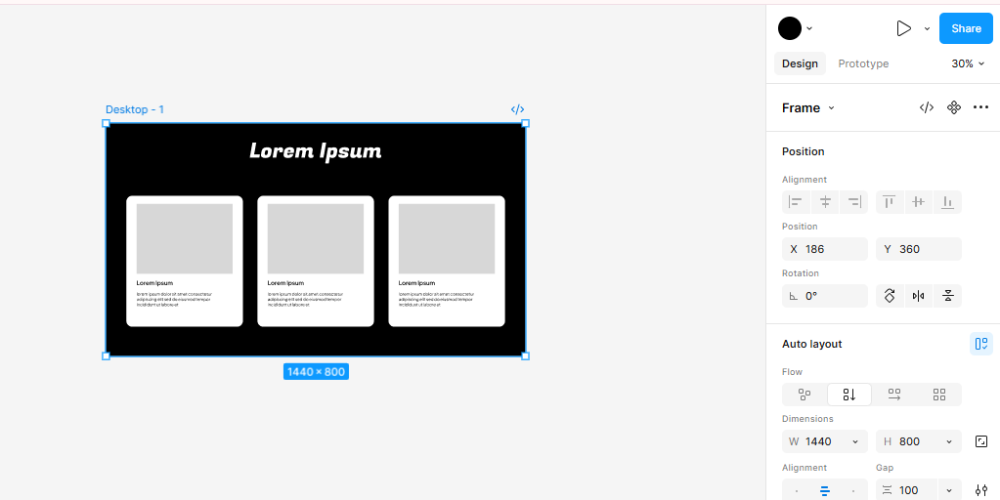 Share
Design
Prototype
30%
Desktop - 1
Frame
Lorem Ipsum
Position
Alignment
Position
X 186
Y 360
Rotation
0°
Lorem Ipsum
lorem ipsum dolor sit amet consectetur
adipiscing elit sed do eiusmod tempor
incididunt ut labore et
Lorem Ipsum
lorem ipsum dolor sit amet consectetur
adipiscing elit sed do eiusmod tempor
incididunt ut labore et
Lorem Ipsum
lorem ipsum dolor sit amet consectetur
adipiscing elit sed do eiusmod tempor
incididunt ut labore et
1440 × 800
Auto layout
Flow
Dimensions
W 1440
H 800
Alignment
Gap
100